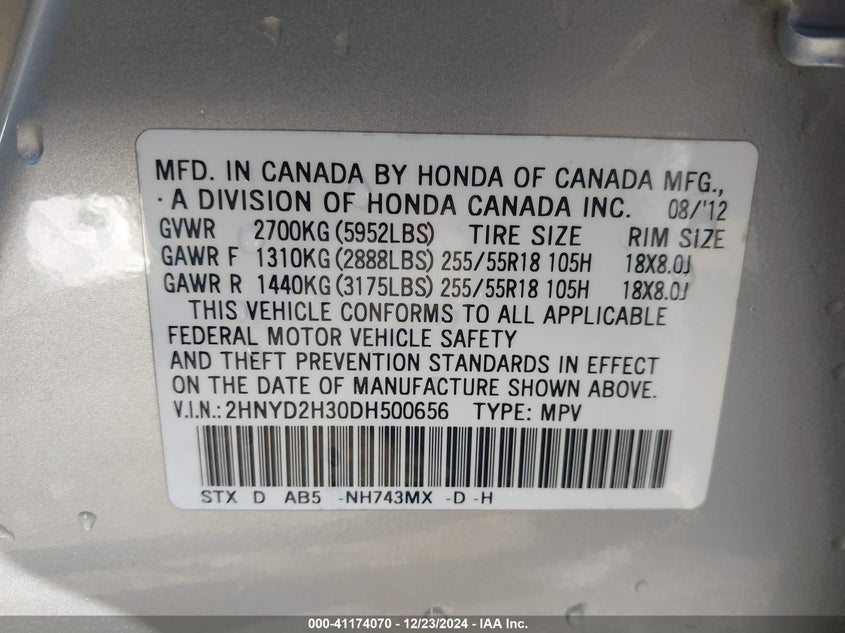 MFD. IN CANADA BY HONDA OF CANADA MFG.,
· A DIVISION OF HONDA CANADA INC. 08/'12
GVWR 2700KG (5952LBS) TIRE SIZE RIM SIZE
GAWR F 1310KG (2888LBS) 255/55R18 105H 18X8.0J
GAWR R 1440KG (3175LBS) 255/55R18 105H 18X8.0J
THIS VEHICLE CONFORMS TO ALL APPLICABLE
FEDERAL MOTOR VEHICLE SAFETY
AND THEFT PREVENTION STANDARDS IN EFFECT
ON THE DATE OF MANUFACTURE SHOWN ABOVE.
V.I.N.: 2HNYD2H30DH500656 TYPE: MPV
STX D AB5 -NH743MX -D -H
000-41174070 - 12/23/2024 - IAA Inc.